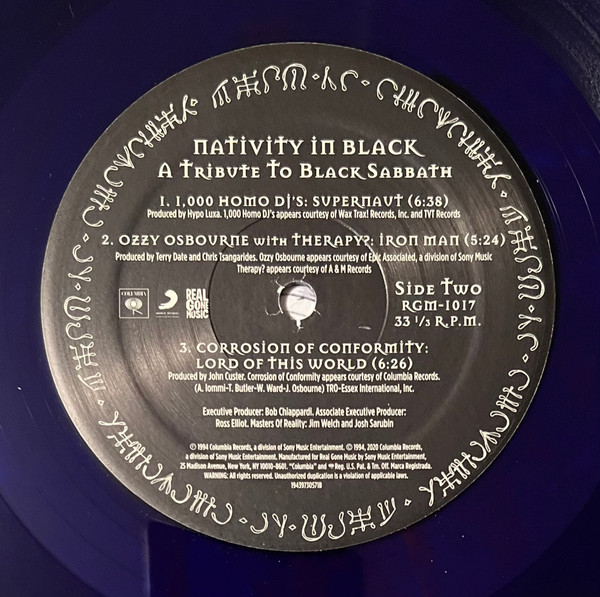 NATIVITY IN BLACK
A TRIBUTE TO BLACK SABBATH
1. 1,000 HOMO DJ'S: SUPERNAUT (6:38)
Produced by Hypo Luxa. 1,000 Homo DJ's appears courtesy of Wax Trax! Records, Inc. and TVT Records
2. OZZY OSBOURNE WITH THERAPY?: IRON MAN (5:24)
Produced by Terry Date and Chris Tsangarides. Ozzy Osbourne appears courtesy of Epic Associated, a division of Sony Music
Therapy? appears courtesy of A & M Records
COLUMBIA
REAL
GONE
MUSIC
SIDE TWO
RGM-1017
33 1/3 R.P.M.
3. CORROSION OF CONFORMITY:
LORD OF THIS WORLD (6:26)
Produced by John Custer. Corrosion of Conformity appears courtesy of Columbia Records.
(A. Iommi-T. Butler-W. Ward-J. Osbourne) TRO-Essex International, Inc.
Executive Producer: Bob Chiappardi. Associate Executive Producer:
Ross Elliot. Masters Of Reality: Jim Welch and Josh Sarubin
℗ 1994 Columbia Records, a division of Sony Music Entertainment. © 1994, 2020 Columbia Records,
a division of Sony Music Entertainment. Manufactured for Real Gone Music by Sony Music Entertainment,
25 Madison Avenue, New York, NY 10010-8601. "Columbia" and Reg. U.S. Pat. & Tm. Off. Marca Registrada.
WARNING: All rights reserved. Unauthorized duplication is a violation of applicable laws.
194397305718